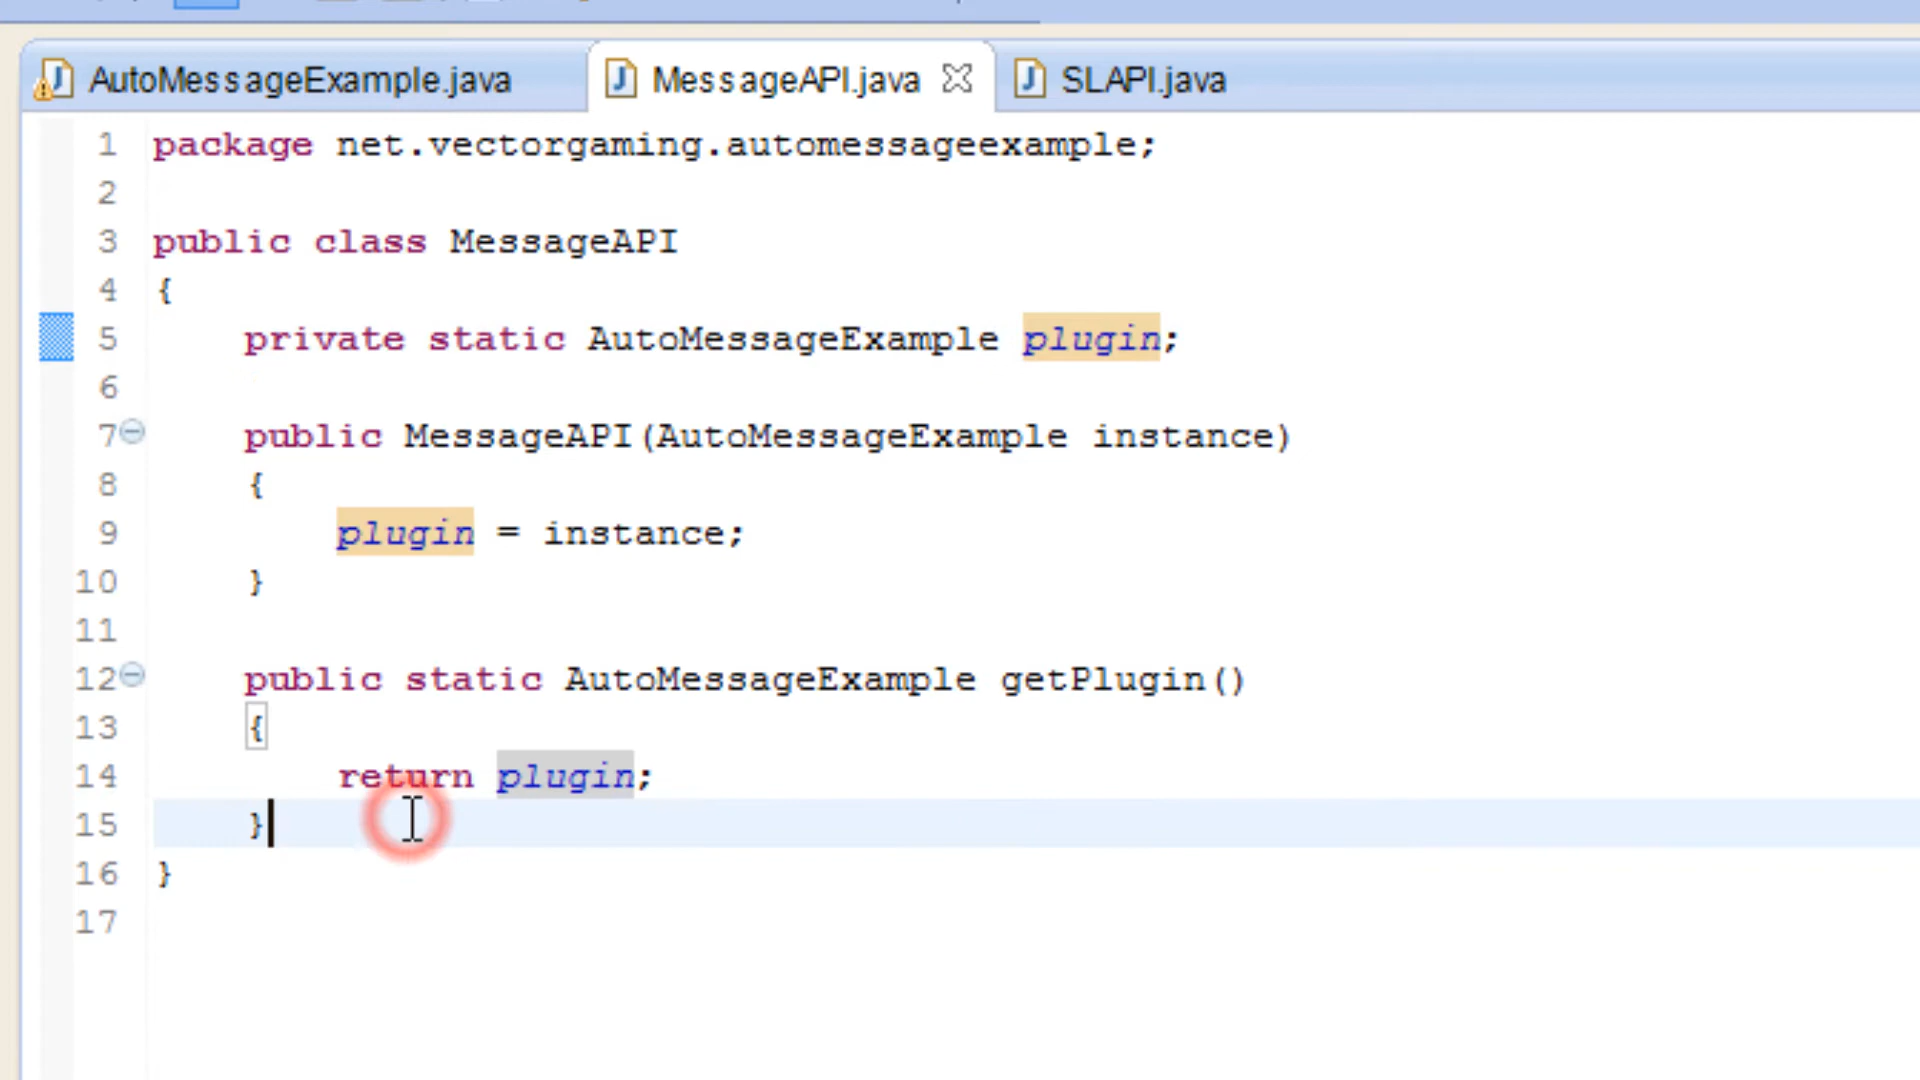 AutoMessageExample.java MessageAPI.java SLAPI.java
1 package net.vectorgaming.automessageexample;
2
3 public class MessageAPI
4 {
5 private static AutoMessageExample plugin;
6
7 public MessageAPI(AutoMessageExample instance)
8 {
9 plugin = instance;
10 }
11
12 public static AutoMessageExample getPlugin()
13 {
14 return plugin;
15 }
16 }
17